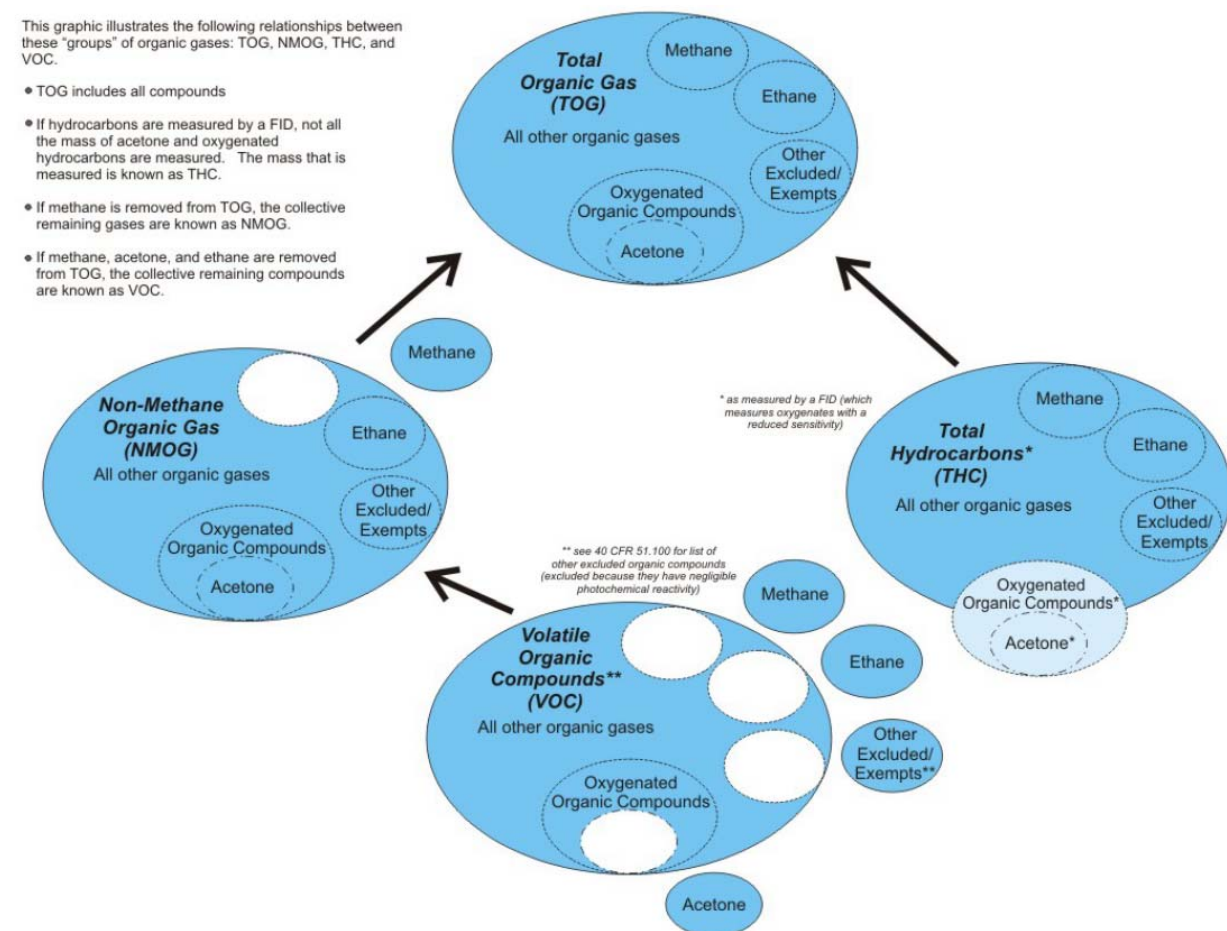 This graphic illustrates the following relationships between
these “groups” of organic gases: TOG, NMOG, THC, and
VOC.
• TOG includes all compounds
• If hydrocarbons are measured by a FID, not all
the mass of acetone and oxygenated
hydrocarbons are measured. The mass that is
measured is known as THC.
• If methane is removed from TOG, the collective
remaining gases are known as NMOG.
• If methane, acetone, and ethane are removed
from TOG, the collective remaining compounds
are known as VOC.
Total
Organic Gas
(TOG)
All other organic gases
Methane
Ethane
Other
Excluded/
Exempts
Oxygenated
Organic Compounds
Acetone
Methane
Non-Methane
Organic Gas
(NMOG)
All other organic gases
Ethane
Other
Excluded/
Exempts
Oxygenated
Organic Compounds
Acetone
* as measured by a FID (which
measures oxygenates with a
reduced sensitivity)
Total
Hydrocarbons*
(THC)
All other organic gases
Methane
Ethane
Other
Excluded/
Exempts
Oxygenated
Organic Compounds*
Acetone*
** see 40 CFR 51.100 for list of
other excluded organic compounds
(excluded because they have negligible
photochemical reactivity)
Volatile
Organic
Compounds**
(VOC)
All other organic gases
Oxygenated
Organic Compounds
Methane
Ethane
Other
Excluded/
Exempts**
Acetone